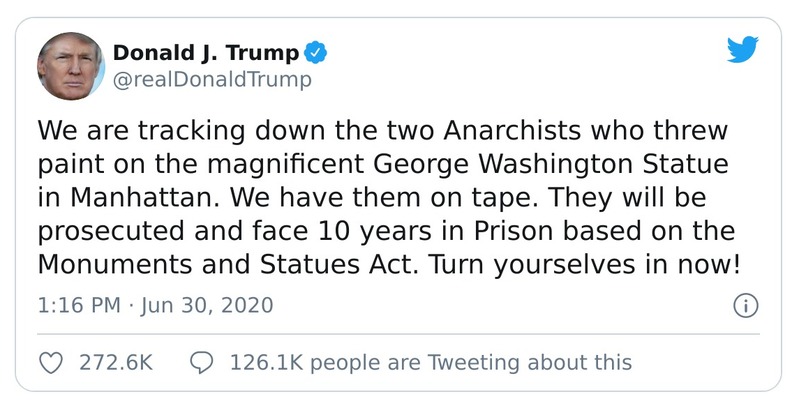 Donald J. Trump
@realDonaldTrump
We are tracking down the two Anarchists who threw
paint on the magnificent George Washington Statue
in Manhattan. We have them on tape. They will be
prosecuted and face 10 years in Prison based on the
Monuments and Statues Act. Turn yourselves in now!
1:16 PM · Jun 30, 2020
272.6K 126.1K people are Tweeting about this